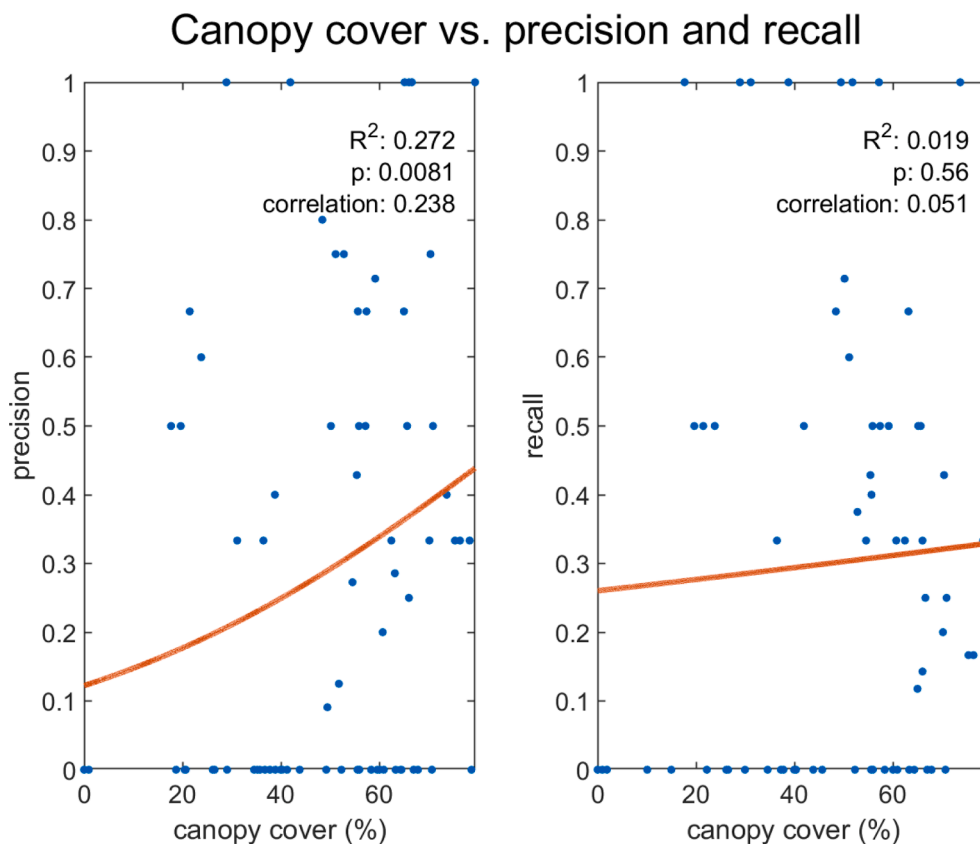 Canopy cover vs. precision and recall
1
0.9
0.8
0.7
0.6
0.5
0.4
0.3
0.2
0.1
0
precision
R²: 0.272
p: 0.0081
correlation: 0.238
0 20 40 60
canopy cover (%)
1
0.9
0.8
0.7
0.6
0.5
0.4
0.3
0.2
0.1
0
recall
R²: 0.019
p: 0.56
correlation: 0.051
0 20 40 60
canopy cover (%)